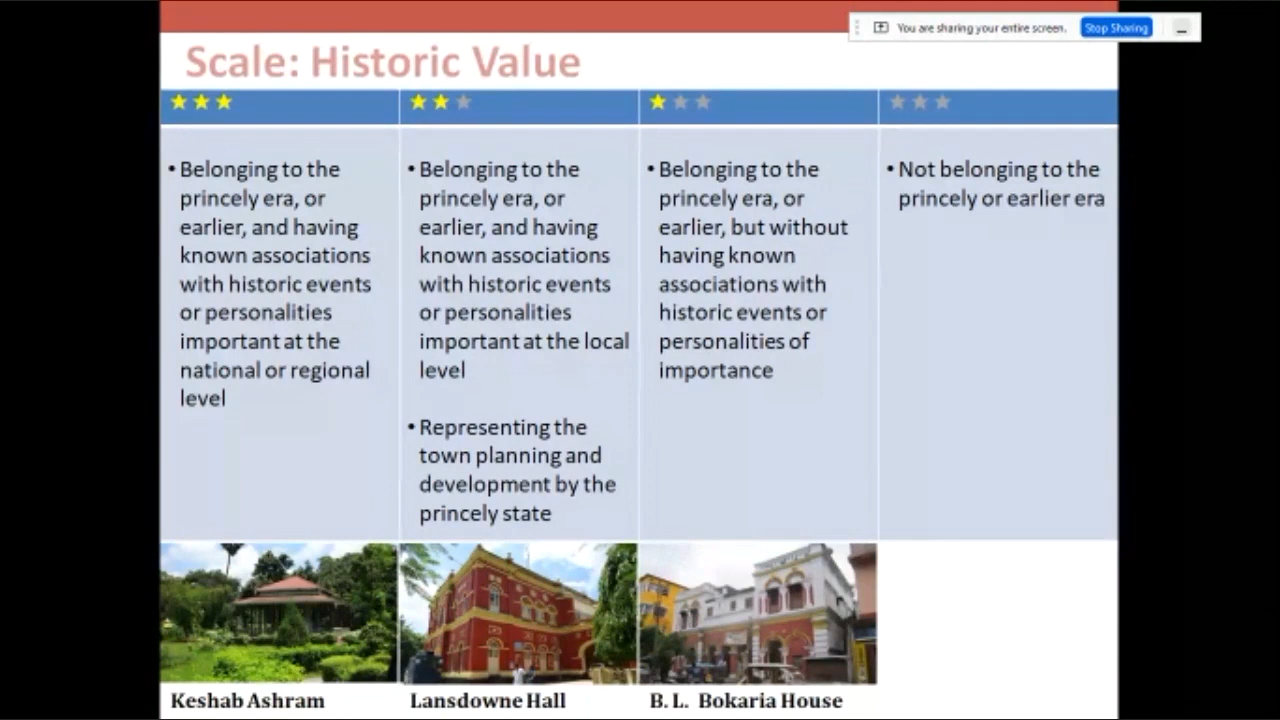 You are sharing your entire screen.
Stop Sharing
Scale: Historic Value
• Belonging to the
princely era, or
earlier, and having
known associations
with historic events
or personalities
important at the
national or regional
level
• Belonging to the
princely era, or
earlier, and having
known associations
with historic events
or personalities
important at the local
level
• Representing the
town planning and
development by the
princely state
• Belonging to the
princely era, or
earlier, but without
having known
associations with
historic events or
personalities of
importance
• Not belonging to the
princely or earlier era
Keshab Ashram
Lansdowne Hall
B. L. Bokaria House